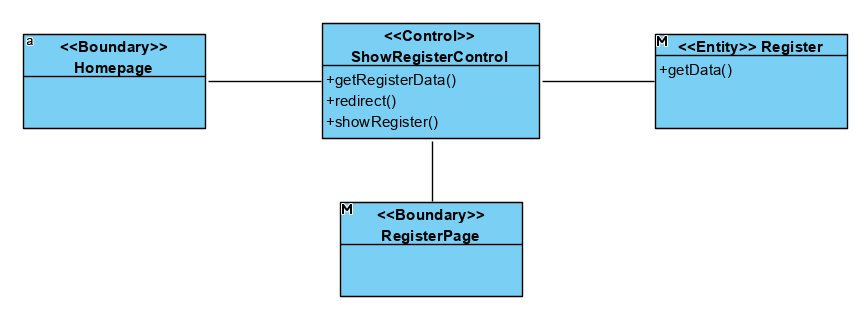 a
<<Boundary>>
Homepage
<<Control>>
ShowRegisterControl
+getRegisterData()
+redirect()
+showRegister()
M
<<Entity>> Register
+getData()
M
<<Boundary>>
RegisterPage